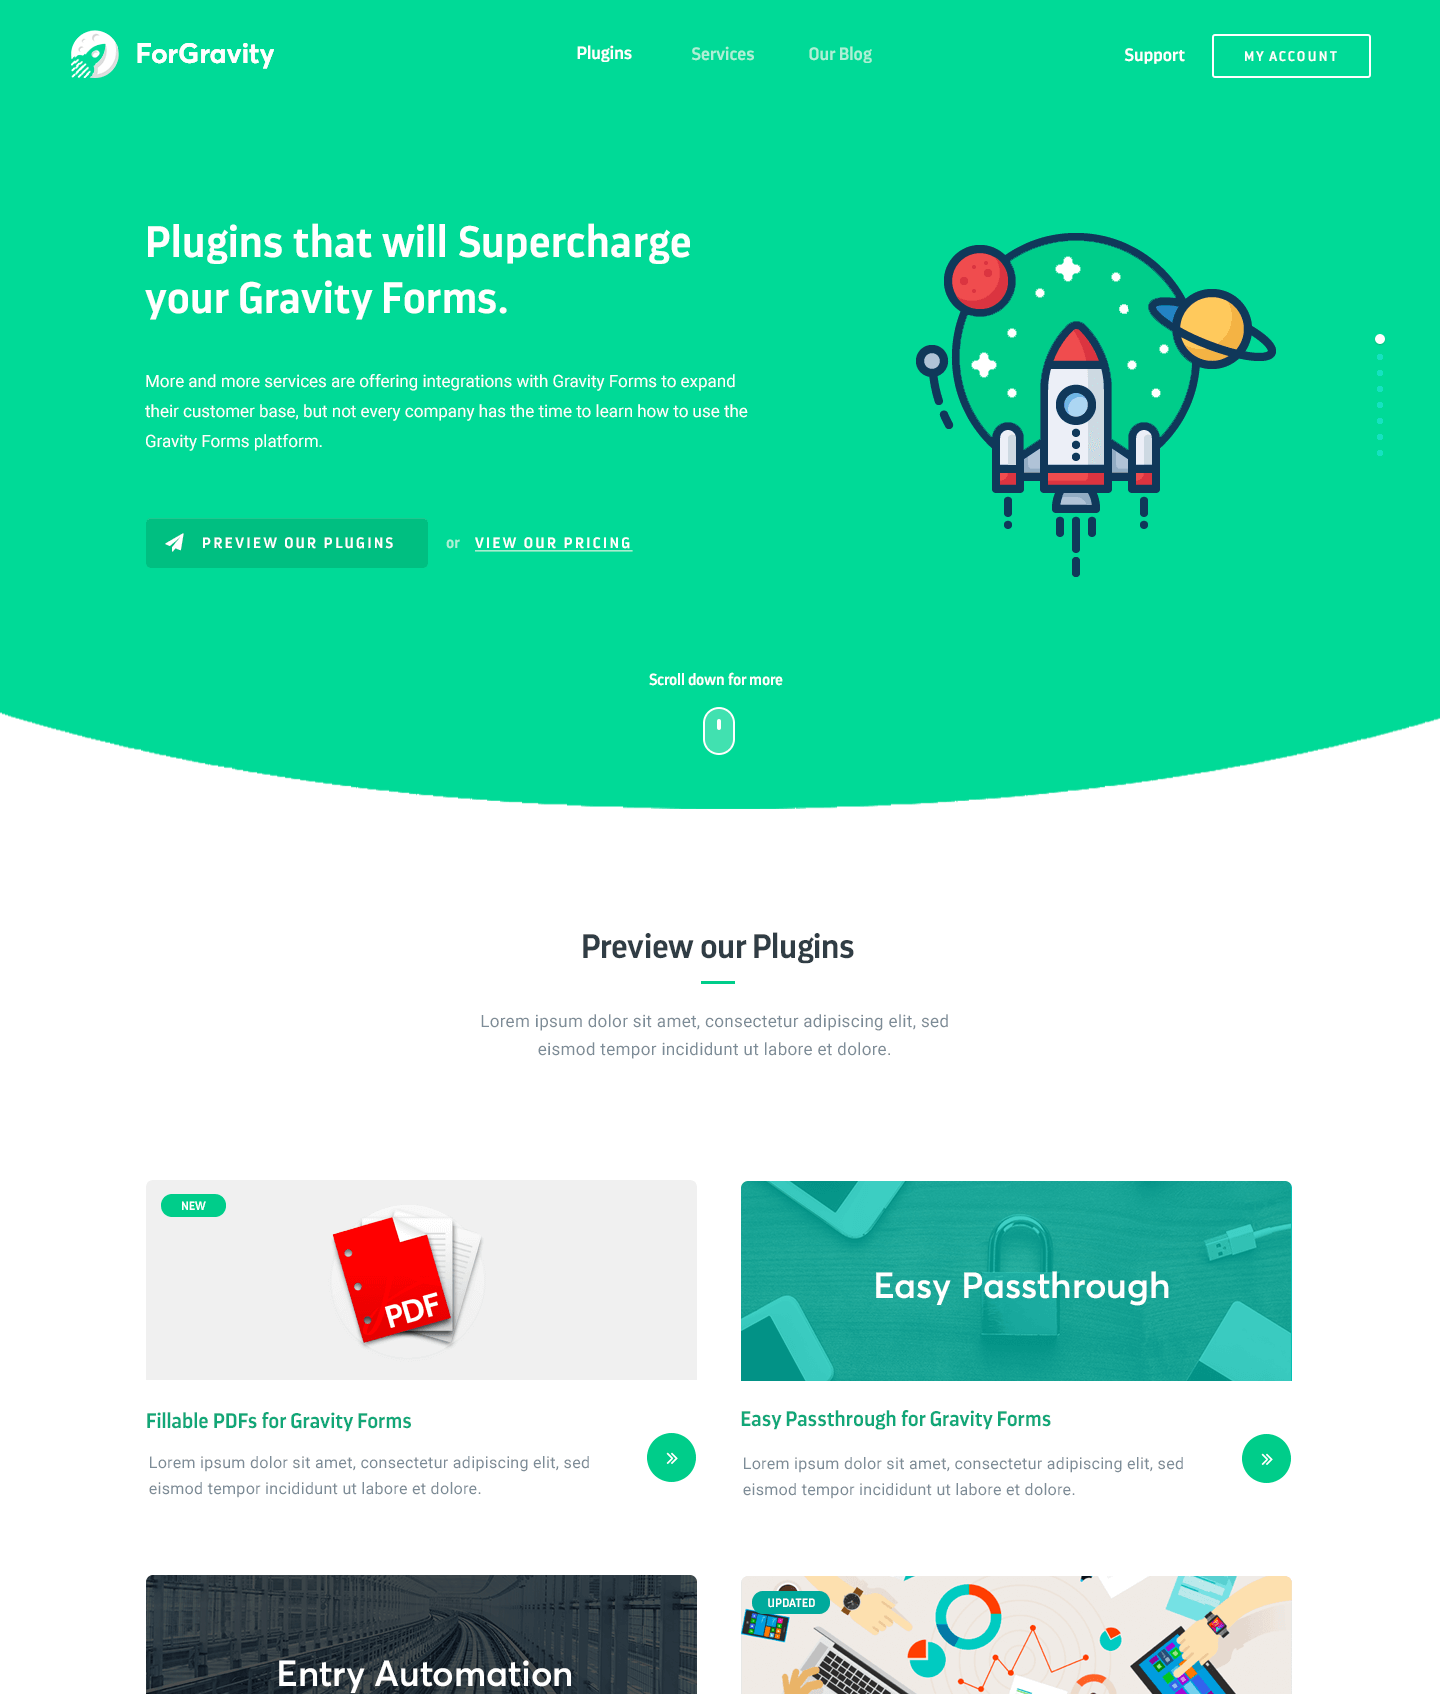 ForGravity
Plugins
Services
Our Blog
Support
MY ACCOUNT
Plugins that will Supercharge
your Gravity Forms.
More and more services are offering integrations with Gravity Forms to expand
their customer base, but not every company has the time to learn how to use the
Gravity Forms platform.
PREVIEW OUR PLUGINS
or
VIEW OUR PRICING
Scroll down for more
Preview our Plugins
Lorem ipsum dolor sit amet, consectetur adipiscing elit, sed
eismod tempor incididunt ut labore et dolore.
NEW
PDF
Fillable PDFs for Gravity Forms
Lorem ipsum dolor sit amet, consectetur adipiscing elit, sed
eismod tempor incididunt ut labore et dolore.
Easy Passthrough
Easy Passthrough for Gravity Forms
Lorem ipsum dolor sit amet, consectetur adipiscing elit, sed
eismod tempor incididunt ut labore et dolore.
Entry Automation
UPDATED